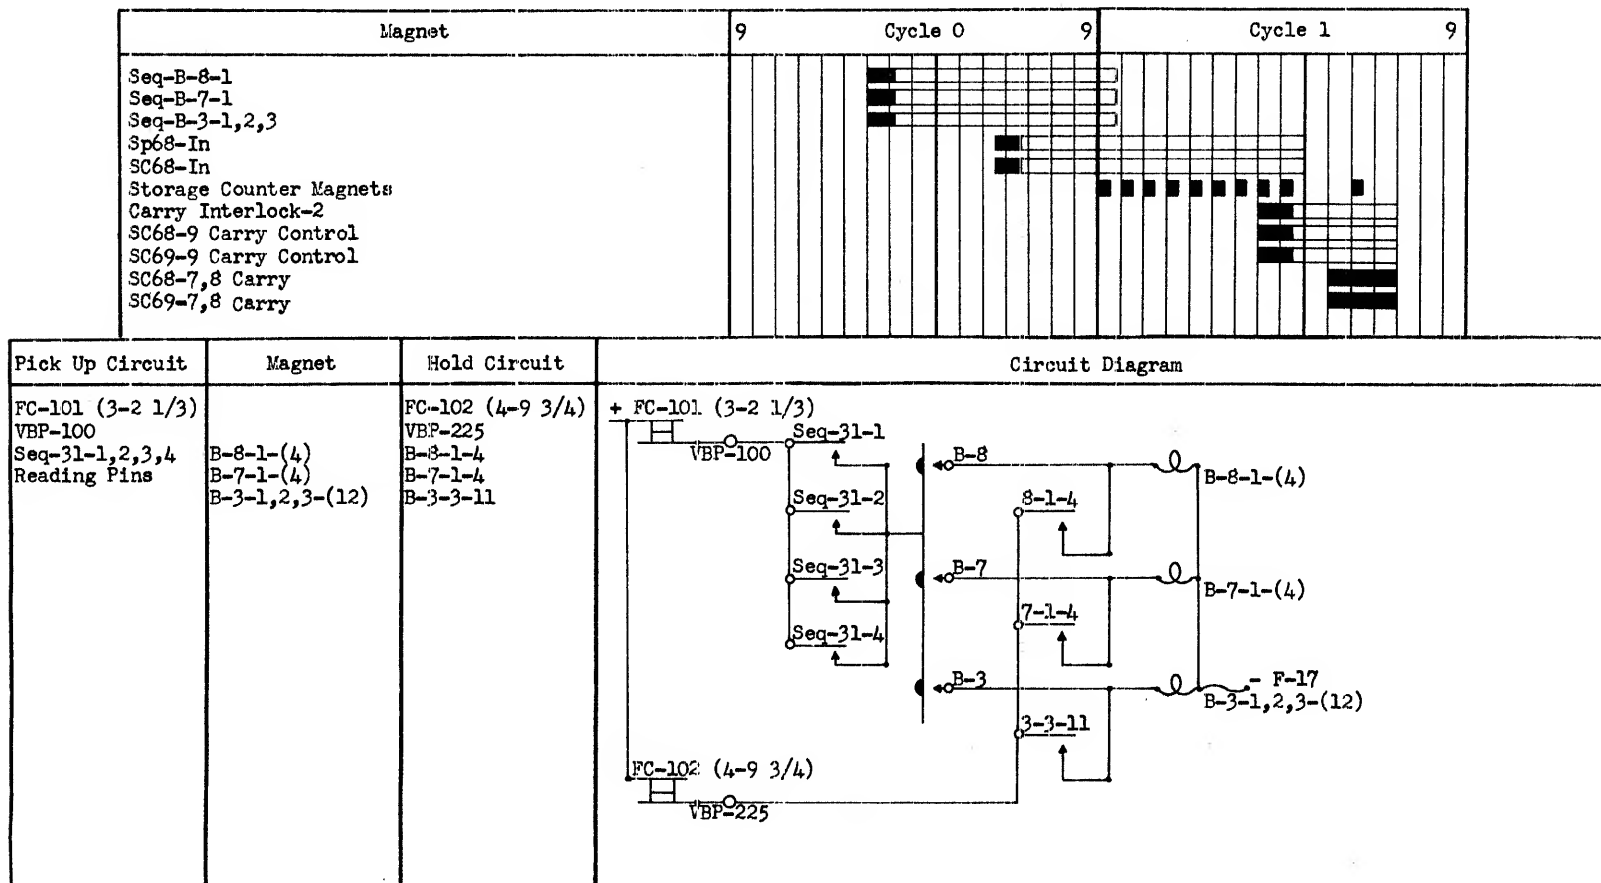 Magnet 9 Cycle 0 9 Cycle 1 9
Seq-B-8-1
Seq-B-7-1
Seq-B-3-1,2,3
Sp68-In
SC68-In
Storage Counter Magnets
Carry Interlock-2
SC68-9 Carry Control
SC69-9 Carry Control
SC68-7,8 Carry
SC69-7,8 Carry
Pick Up Circuit Magnet Hold Circuit Circuit Diagram
FC-101 (3-2 1/3)
VBP-100
Seq-31-1,2,3,4
Reading Pins
B-8-1-(4)
B-7-1-(4)
B-3-1,2,3-(12)
FC-102 (4-9 3/4)
VBP-225
B-8-1-4
B-7-1-4
B-3-3-11
+ FC-101 (3-2 1/3)
VBP-100
Seq-31-1
Seq-31-2
Seq-31-3
Seq-31-4
B-8
B-8-1-(4)
8-1-4
B-7
B-7-1-(4)
7-1-4
B-3
- F-17
B-3-1,2,3-(12)
3-3-11
FC-102 (4-9 3/4)
VBP-225